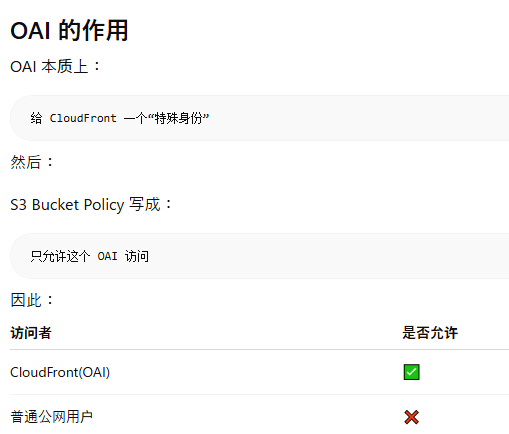 OAI 的作用
OAI 本质上：
给 CloudFront 一个“特殊身份”
然后：
S3 Bucket Policy 写成：
只允许这个 OAI 访问
因此：
访问者 是否允许
CloudFront(OAI) ✅
普通公网用户 ❌